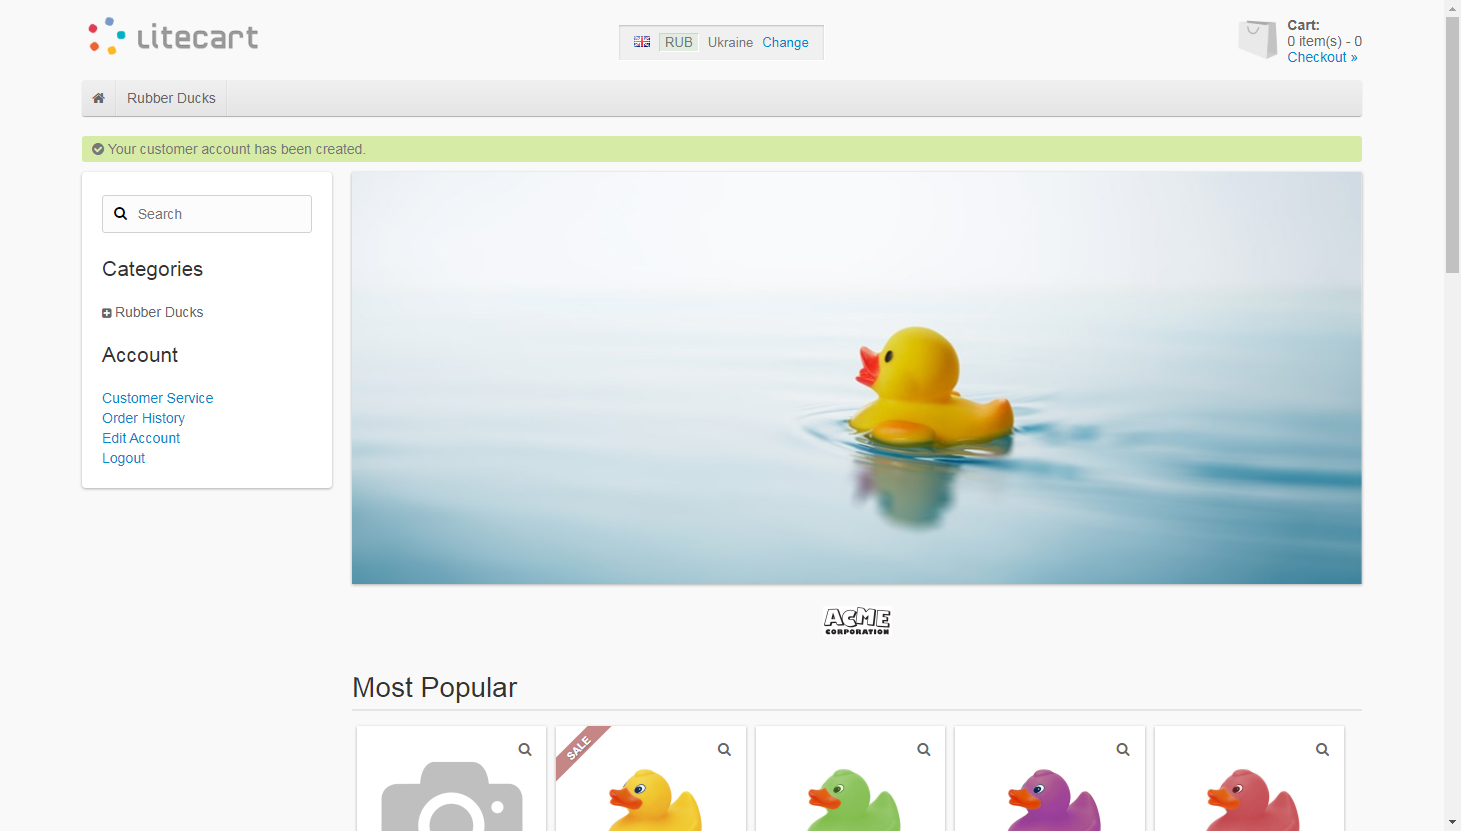 Litecart
RUB Ukraine Change
Cart:
0 item(s) - 0
Checkout »
Rubber Ducks
Your customer account has been created.
Search
Categories
Rubber Ducks
Account
Customer Service
Order History
Edit Account
Logout
ACME
CORPORATION
Most Popular
SALE